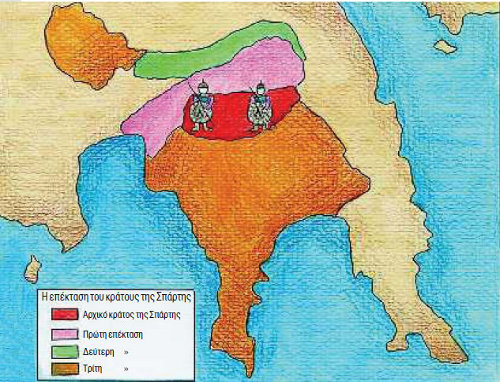 Η επέκταση του κράτους της Σπάρτης
Αρχικό κράτος της Σπάρτης
Πρώτη επέκταση
Δεύτερη »
Τρίτη »